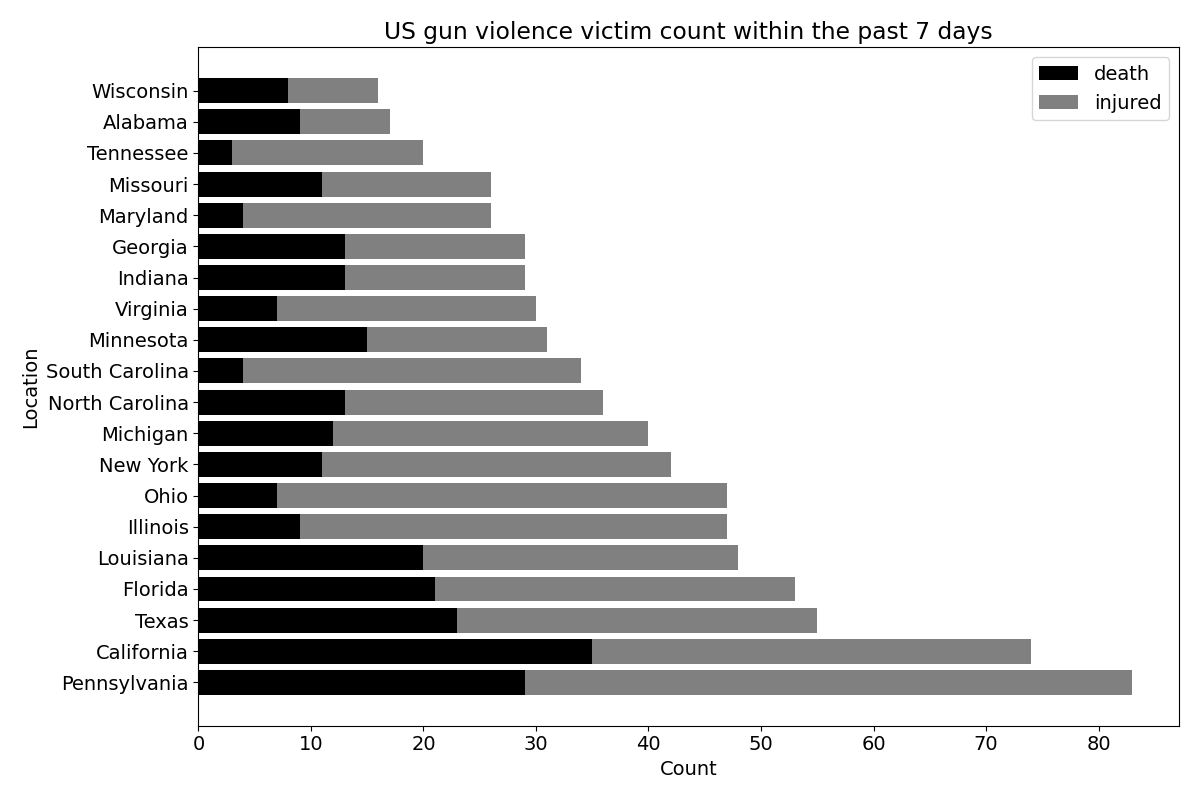 US gun violence victim count within the past 7 days
death
injured
Wisconsin
Alabama
Tennessee
Missouri
Maryland
Georgia
Indiana
Virginia
Minnesota
South Carolina
North Carolina
Michigan
New York
Ohio
Illinois
Louisiana
Florida
Texas
California
Pennsylvania
Location
0 10 20 30 40 50 60 70 80
Count